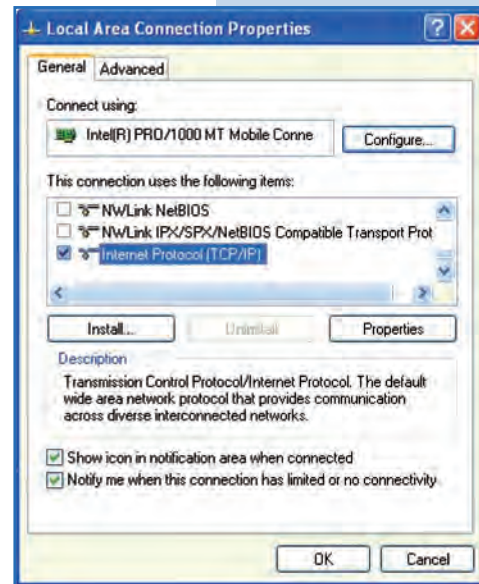 Local Area Connection Properties
General Advanced
Connect using:
Intel(R) PRO/1000 MT Mobile Conne
Configure...
This connection uses the following items:
NWLink NetBIOS
NWLink IPX/SPX/NetBIOS Compatible Transport Prot
Internet Protocol (TCP/IP)
Install... Uninstall Properties
Description
Transmission Control Protocol/Internet Protocol. The default
wide area network protocol that provides communication
across diverse interconnected networks.
Show icon in notification area when connected
Notify me when this connection has limited or no connectivity
OK Cancel